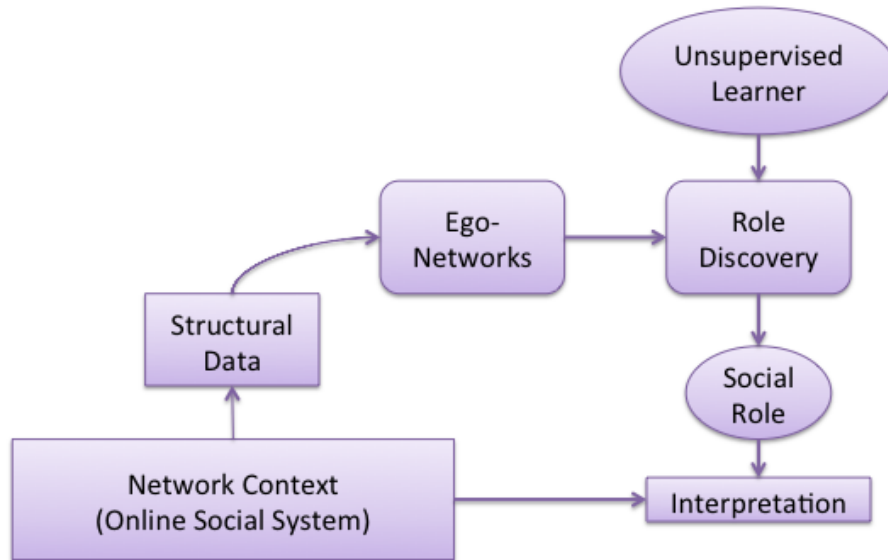 Unsupervised
Learner
Ego-
Networks
Role
Discovery
Structural
Data
Social
Role
Network Context
(Online Social System)
Interpretation